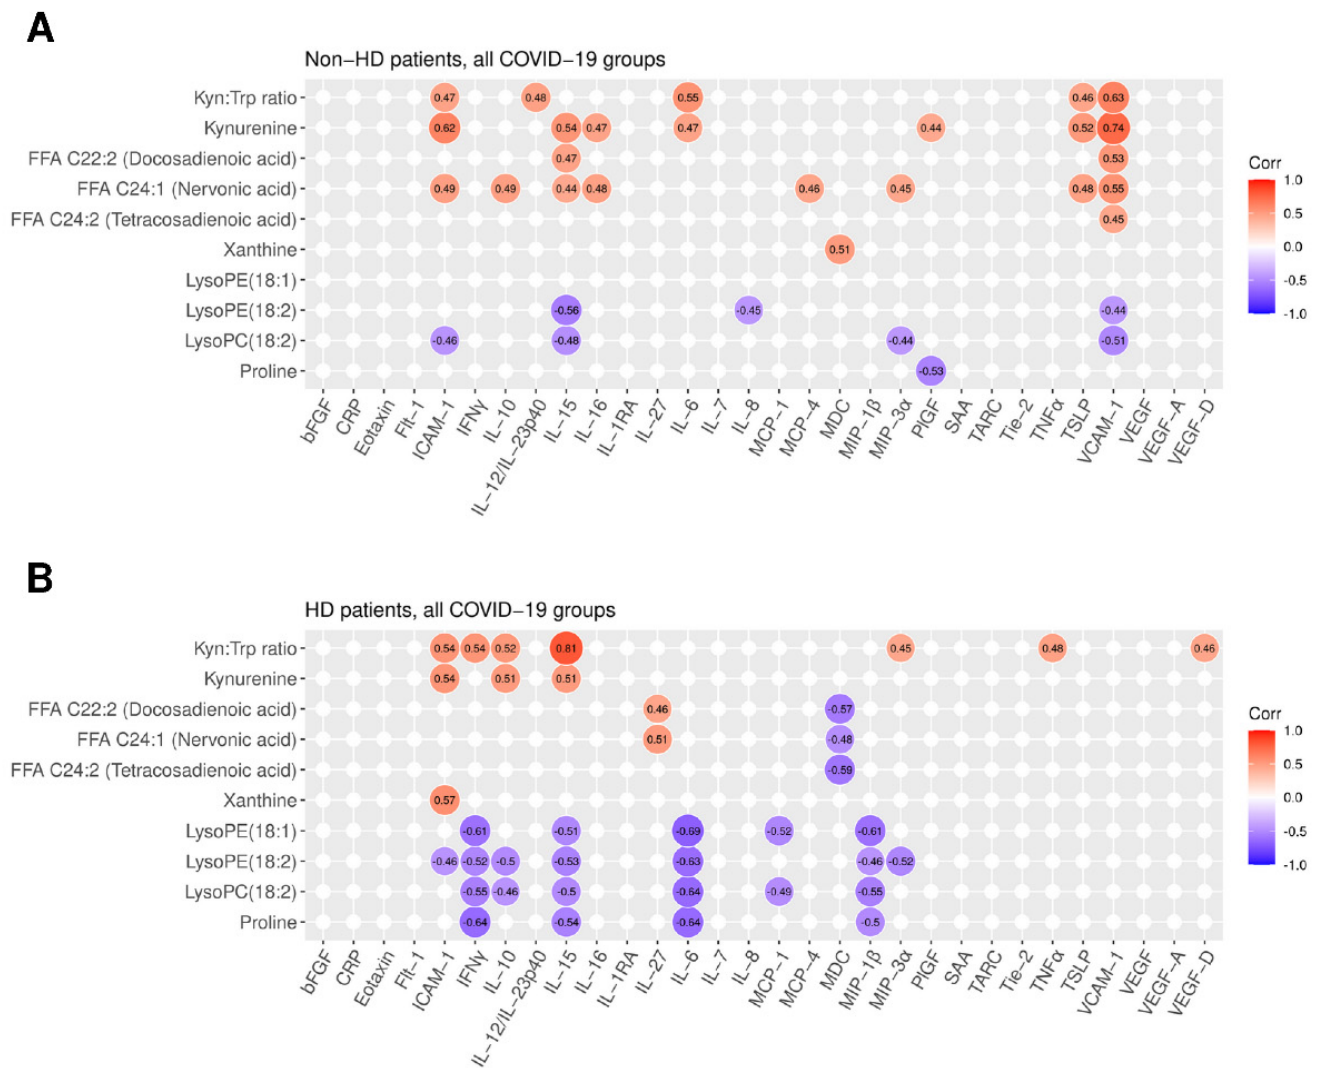 A
Non−HD patients, all COVID−19 groups
Kyn:Trp ratio 0.47 0.48 0.55 0.46 0.63
Kynurenine 0.62 0.54 0.47 0.47 0.44 0.52 0.74
FFA C22:2 (Docosadienoic acid) 0.47 0.53
FFA C24:1 (Nervonic acid) 0.49 0.49 0.44 0.48 0.46 0.45 0.48 0.55
FFA C24:2 (Tetracosadienoic acid) 0.45
Xanthine 0.51
LysoPE(18:1)
LysoPE(18:2) -0.56 -0.45 -0.44
LysoPC(18:2) -0.46 -0.48 -0.44 -0.51
Proline -0.53
bFGF CRP Eotaxin Flt−1 ICAM−1 IFNγ IL−10 IL−12/IL−23p40 IL−15 IL−16 IL−1RA IL−27 IL−6 IL−7 IL−8 MCP−1 MCP−4 MDC MIP−1β MIP−3α PlGF SAA TARC Tie−2 TNFα TSLP VCAM−1 VEGF VEGF−A VEGF−D
Corr
1.0
0.5
0.0
-0.5
-1.0
B
HD patients, all COVID−19 groups
Kyn:Trp ratio 0.54 0.54 0.52 0.81 0.45 0.48 0.46
Kynurenine 0.54 0.51 0.51
FFA C22:2 (Docosadienoic acid) 0.46 -0.57
FFA C24:1 (Nervonic acid) 0.51 -0.48
FFA C24:2 (Tetracosadienoic acid) -0.59
Xanthine 0.57
LysoPE(18:1) -0.61 -0.51 -0.69 -0.52 -0.61
LysoPE(18:2) -0.46 -0.52 -0.5 -0.53 -0.63 -0.46 -0.52
LysoPC(18:2) -0.55 -0.46 -0.5 -0.64 -0.49 -0.55
Proline -0.64 -0.54 -0.64 -0.5
bFGF CRP Eotaxin Flt−1 ICAM−1 IFNγ IL−10 IL−12/IL−23p40 IL−15 IL−16 IL−1RA IL−27 IL−6 IL−7 IL−8 MCP−1 MCP−4 MDC MIP−1β MIP−3α PlGF SAA TARC Tie−2 TNFα TSLP VCAM−1 VEGF VEGF−A VEGF−D
Corr
1.0
0.5
0.0
-0.5
-1.0